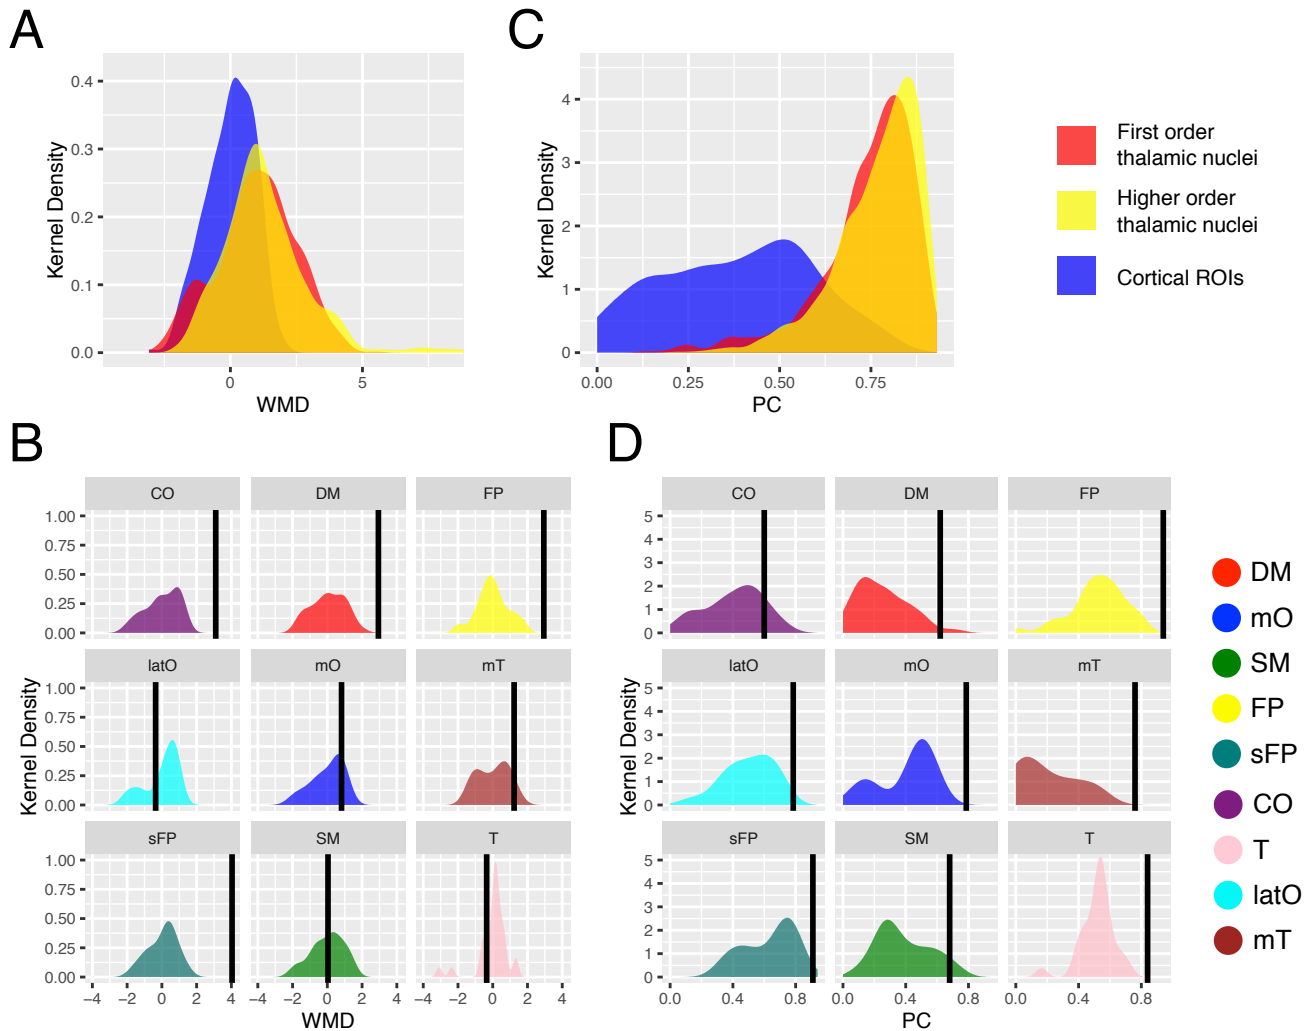 A
Kernel Density
0.4
0.3
0.2
0.1
0.0
0
5
WMD
C
Kernel Density
4
3
2
1
0
0.00
0.25
0.50
0.75
PC
First order
thalamic nuclei
Higher order
thalamic nuclei
Cortical ROIs
B
Kernel Density
CO
DM
FP
1.00
0.75
0.50
0.25
0.00
latO
mO
mT
1.00
0.75
0.50
0.25
0.00
sFP
SM
T
1.00
0.75
0.50
0.25
0.00
−4 −2 0 2 4
−4 −2 0 2 4
−4 −2 0 2 4
WMD
D
Kernel Density
CO
DM
FP
5
4
3
2
1
0
latO
mO
mT
5
4
3
2
1
0
sFP
SM
T
5
4
3
2
1
0
0.0 0.4 0.8
0.0 0.4 0.8
0.0 0.4 0.8
PC
DM
mO
SM
FP
sFP
CO
T
latO
mT